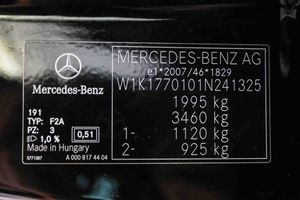 MERCEDES-BENZ AG
e1*2007/46*1829
W1K1770101N241325
1995 kg
3460 kg
1- 1120 kg
2- 925 kg
Mercedes-Benz
191
TYP: F2A
PZ: 3
1,0 % 0,51
Made in Hungary
5771387 A 000 817 44 04